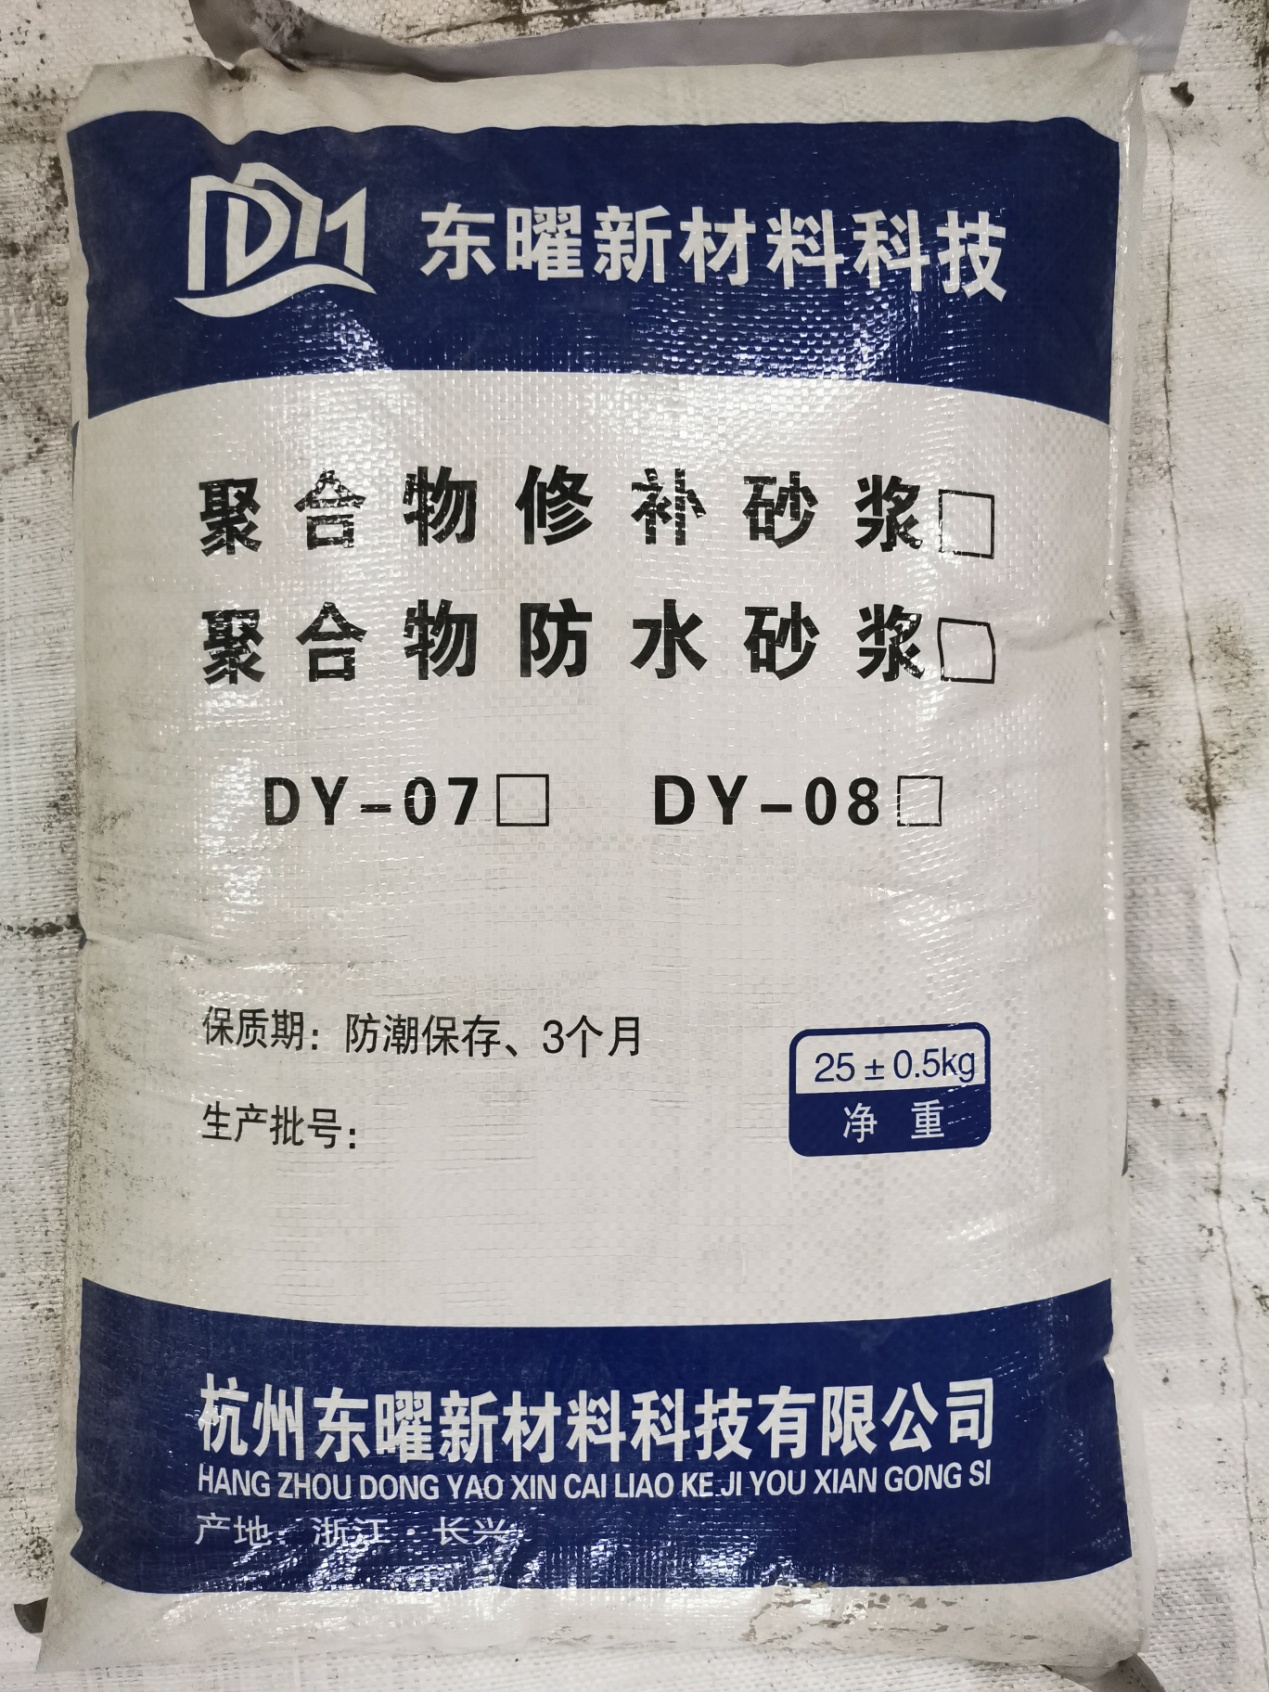 DM 东曜新材料科技
聚合物修补砂浆□
聚合物防水砂浆□
DY-07□ DY-08□
保质期：防潮保存、3个月
25±0.5kg
净 重
生产批号：
杭州东曜新材料科技有限公司
HANG ZHOU DONG YAO XIN CAI LIAO KE JI YOU XIAN GONG SI
产地：浙江·长兴